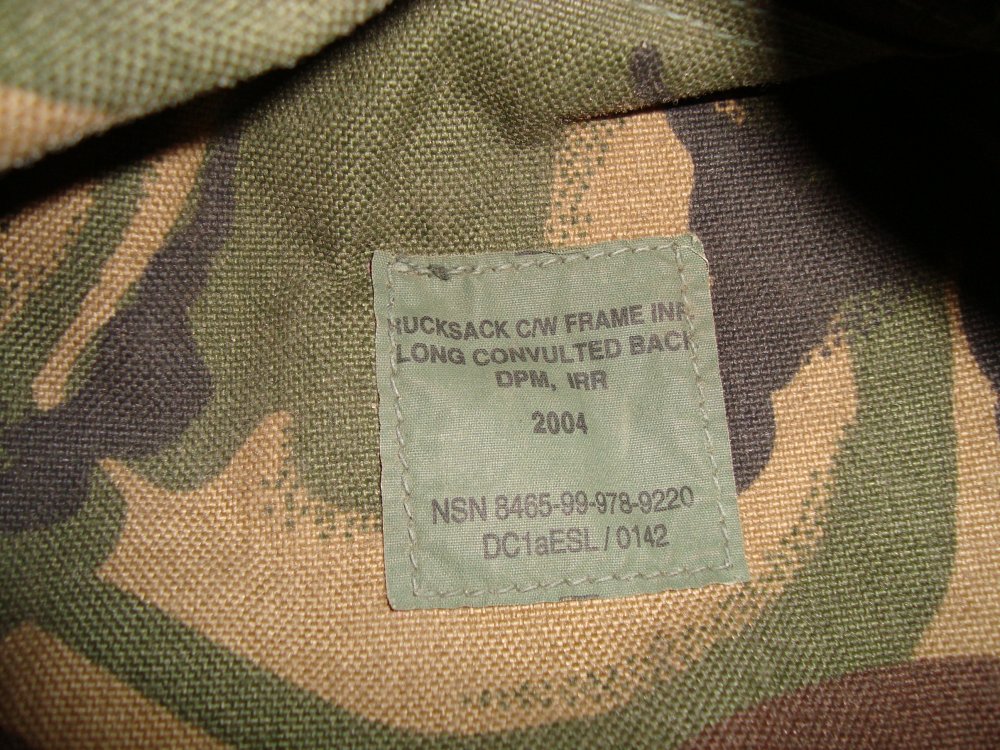 RUCKSACK C/W FRAME INF
LONG CONVULTED BACK
DPM, IRR
2004
NSN 8465-99-978-9220
DC1aESL / 0142